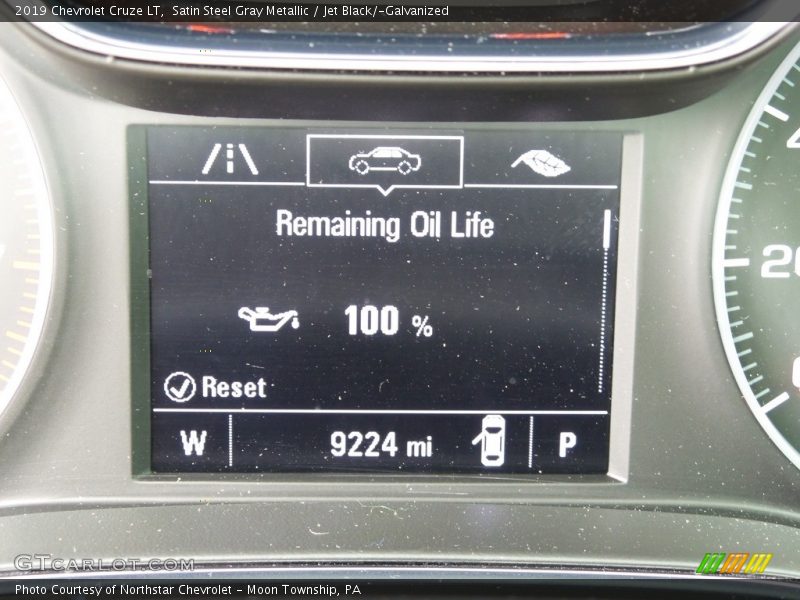 2019 Chevrolet Cruze LT, Satin Steel Gray Metallic / Jet Black/-Galvanized
Remaining Oil Life
100 %
Reset
W 9224 mi P
20
GTCarlot.com
Photo Courtesy of Northstar Chevrolet - Moon Township, PA